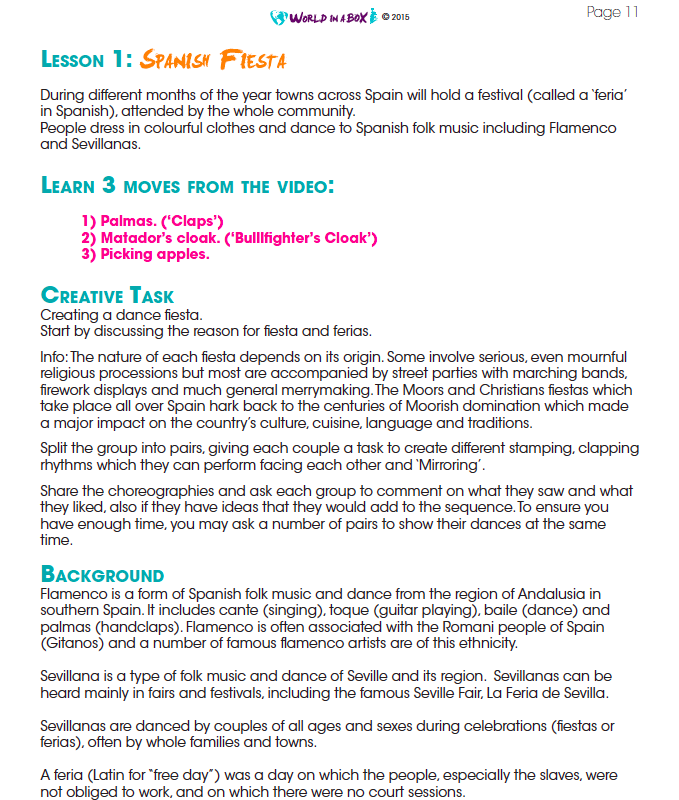 WORLD IN A BOX © 2015
Page 11
LESSON 1: SPANISH FIESTA
During different months of the year towns across Spain will hold a festival (called a ‘feria’
in Spanish), attended by the whole community.
People dress in colourful clothes and dance to Spanish folk music including Flamenco
and Sevillanas.
LEARN 3 MOVES FROM THE VIDEO:
1) Palmas. (‘Claps’)
2) Matador’s cloak. (‘Bulllfighter’s Cloak’)
3) Picking apples.
CREATIVE TASK
Creating a dance fiesta.
Start by discussing the reason for fiesta and ferias.
Info: The nature of each fiesta depends on its origin. Some involve serious, even mournful
religious processions but most are accompanied by street parties with marching bands,
firework displays and much general merrymaking. The Moors and Christians fiestas which
take place all over Spain hark back to the centuries of Moorish domination which made
a major impact on the country’s culture, cuisine, language and traditions.
Split the group into pairs, giving each couple a task to create different stamping, clapping
rhythms which they can perform facing each other and ‘Mirroring’.
Share the choreographies and ask each group to comment on what they saw and what
they liked, also if they have ideas that they would add to the sequence. To ensure you
have enough time, you may ask a number of pairs to show their dances at the same
time.
BACKGROUND
Flamenco is a form of Spanish folk music and dance from the region of Andalusia in
southern Spain. It includes cante (singing), toque (guitar playing), baile (dance) and
palmas (handclaps). Flamenco is often associated with the Romani people of Spain
(Gitanos) and a number of famous flamenco artists are of this ethnicity.
Sevillana is a type of folk music and dance of Seville and its region. Sevillanas can be
heard mainly in fairs and festivals, including the famous Seville Fair, La Feria de Sevilla.
Sevillanas are danced by couples of all ages and sexes during celebrations (fiestas or
ferias), often by whole families and towns.
A feria (Latin for “free day”) was a day on which the people, especially the slaves, were
not obliged to work, and on which there were no court sessions.